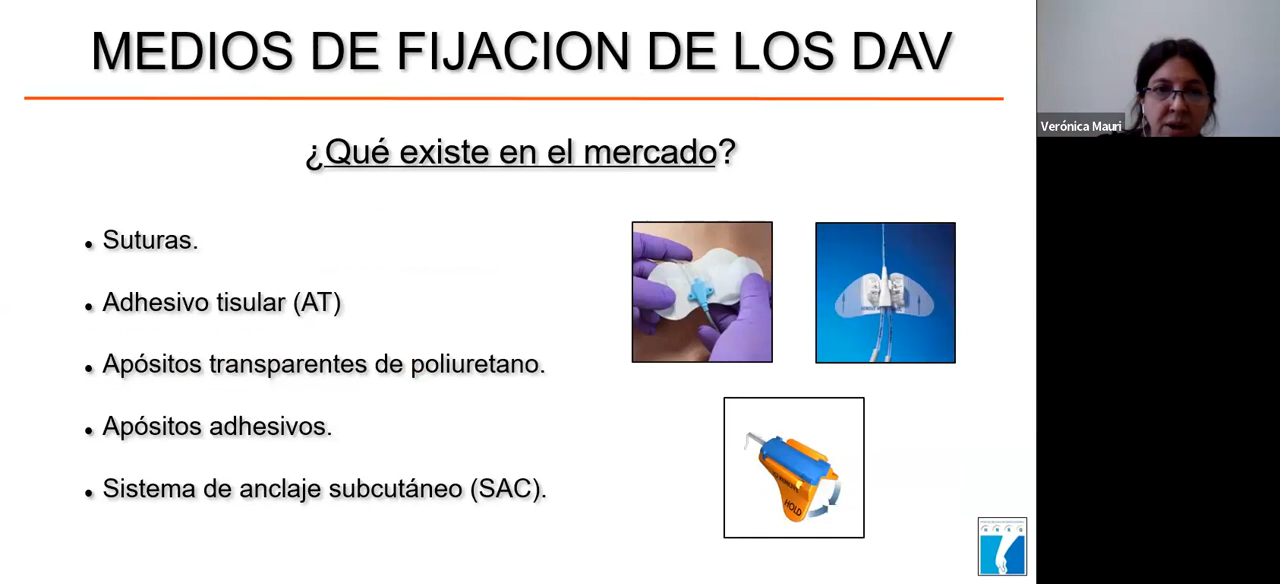 MEDIOS DE FIJACION DE LOS DAV
Verónica Mauri
¿Qué existe en el mercado?
Suturas.
Adhesivo tisular (AT)
Apósitos transparentes de poliuretano.
Apósitos adhesivos.
Sistema de anclaje subcutáneo (SAC).
HOLD